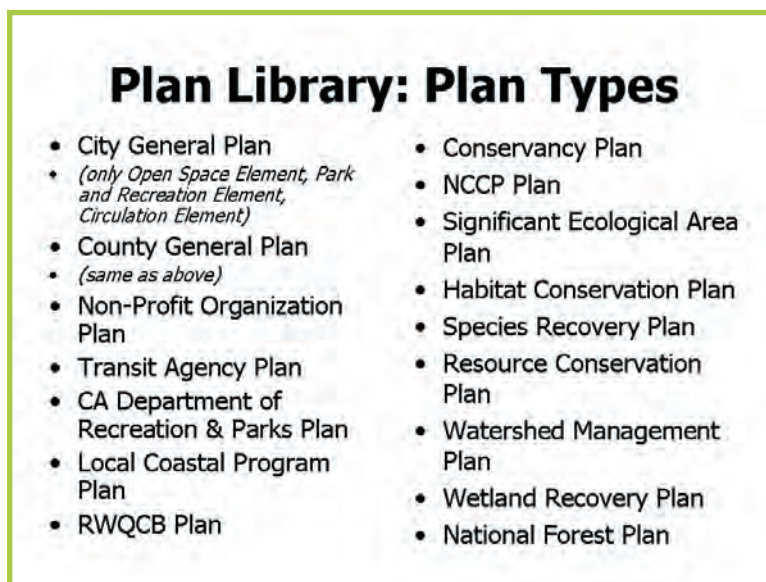 Plan Library: Plan Types
• City General Plan
• (only Open Space Element, Park
and Recreation Element,
Circulation Element)
• County General Plan
• (same as above)
• Non-Profit Organization
Plan
• Transit Agency Plan
• CA Department of
Recreation & Parks Plan
• Local Coastal Program
Plan
• RWQCB Plan
• Conservancy Plan
• NCCP Plan
• Significant Ecological Area
Plan
• Habitat Conservation Plan
• Species Recovery Plan
• Resource Conservation
Plan
• Watershed Management
Plan
• Wetland Recovery Plan
• National Forest Plan